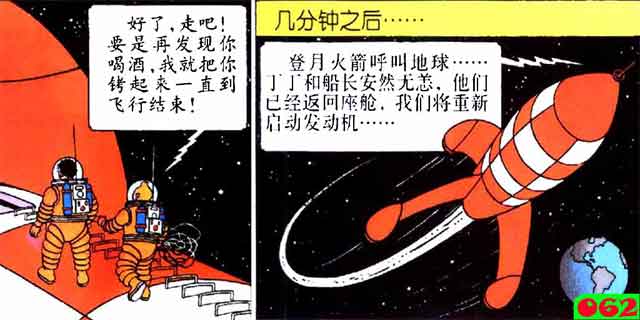 好了,走吧!
要是再发现你
喝酒,我就把你
铐起来一直到
飞行结束!
几分钟之后……
登月火箭呼叫地球……
丁丁和船长安然无恙,他们
已经返回座舱,我们将重新
启动发动机……
062